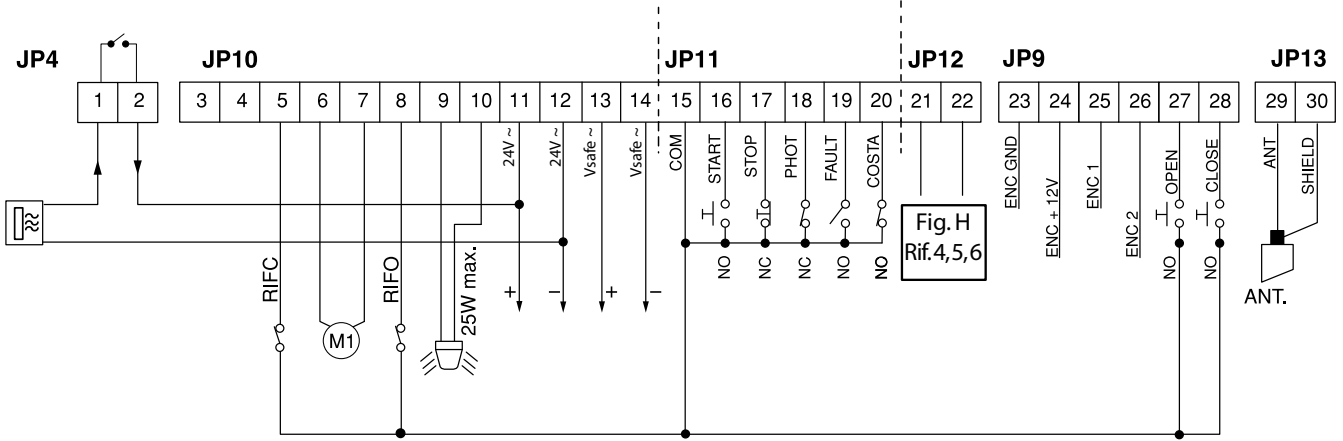 JP4 JP10 JP11 JP12 JP9 JP13
1 2 3 4 5 6 7 8 9 10 11 12 13 14 15 16 17 18 19 20 21 22 23 24 25 26 27 28 29 30
24V ~
24V ~
Vsafe ~
Vsafe ~
COM
START
STOP
PHOT
FAULT
COSTA
ENC GND
ENC + 12V
ENC 1
ENC 2
OPEN
CLOSE
ANT
SHIELD
Fig. H
Rif.4,5,6
RIFC
M1
RIFO
25W max.
+ – + –
NO
NC
NC
NO
NO
NO
NO
ANT.